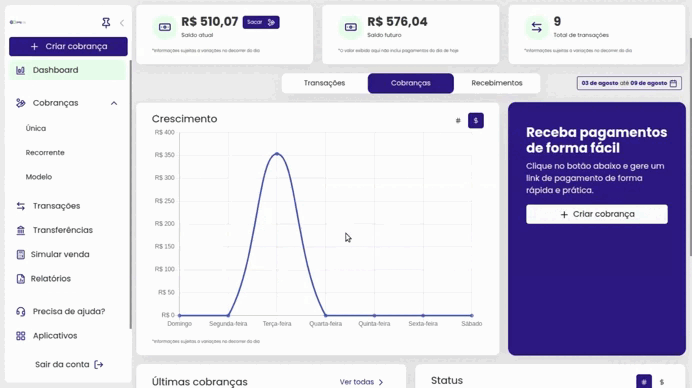 Criar cobrança
Dashboard
Cobranças
Única
Recorrente
Modelo
Transações
Transferências
Simular venda
Relatórios
Precisa de ajuda?
Aplicativos
Sair da conta
R$ 510,07
Sacar
Saldo atual
*Informações sujeitas a variações no decorrer do dia
R$ 576,04
Saldo futuro
*O valor exibido aqui não inclui pagamentos do dia de hoje
9
Total de transações
*Informações sujeitas a variações no decorrer do dia
Transações
Cobranças
Recebimentos
03 de agosto até 09 de agosto
Crescimento
# $
R$ 400
R$ 350
R$ 300
R$ 250
R$ 200
R$ 150
R$ 100
R$ 50
R$ 0
Domingo Segunda-feira Terça-feira Quarta-feira Quinta-feira Sexta-feira Sábado
*Informações sujeitas a variações no decorrer do dia
Receba pagamentos
de forma fácil
Clique no botão abaixo e gere um
link de pagamento de forma
rápida e prática.
Criar cobrança
Últimas cobranças
Ver todas
Status
# $